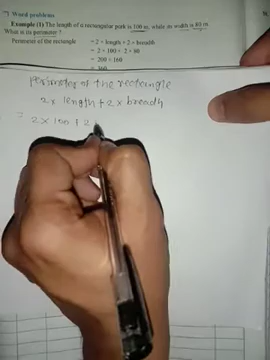 Word problems
Example (1) The length of a rectangular park is 100 m, while its width is 80 m.
What is its perimeter ?
Perimeter of the rectangle = 2 × length + 2 × breadth
= 2 × 100 + 2 × 80
= 200 + 160
= 360
perimeter of the rectangle
2 × length + 2 × breadh
= 2 × 100 + 2